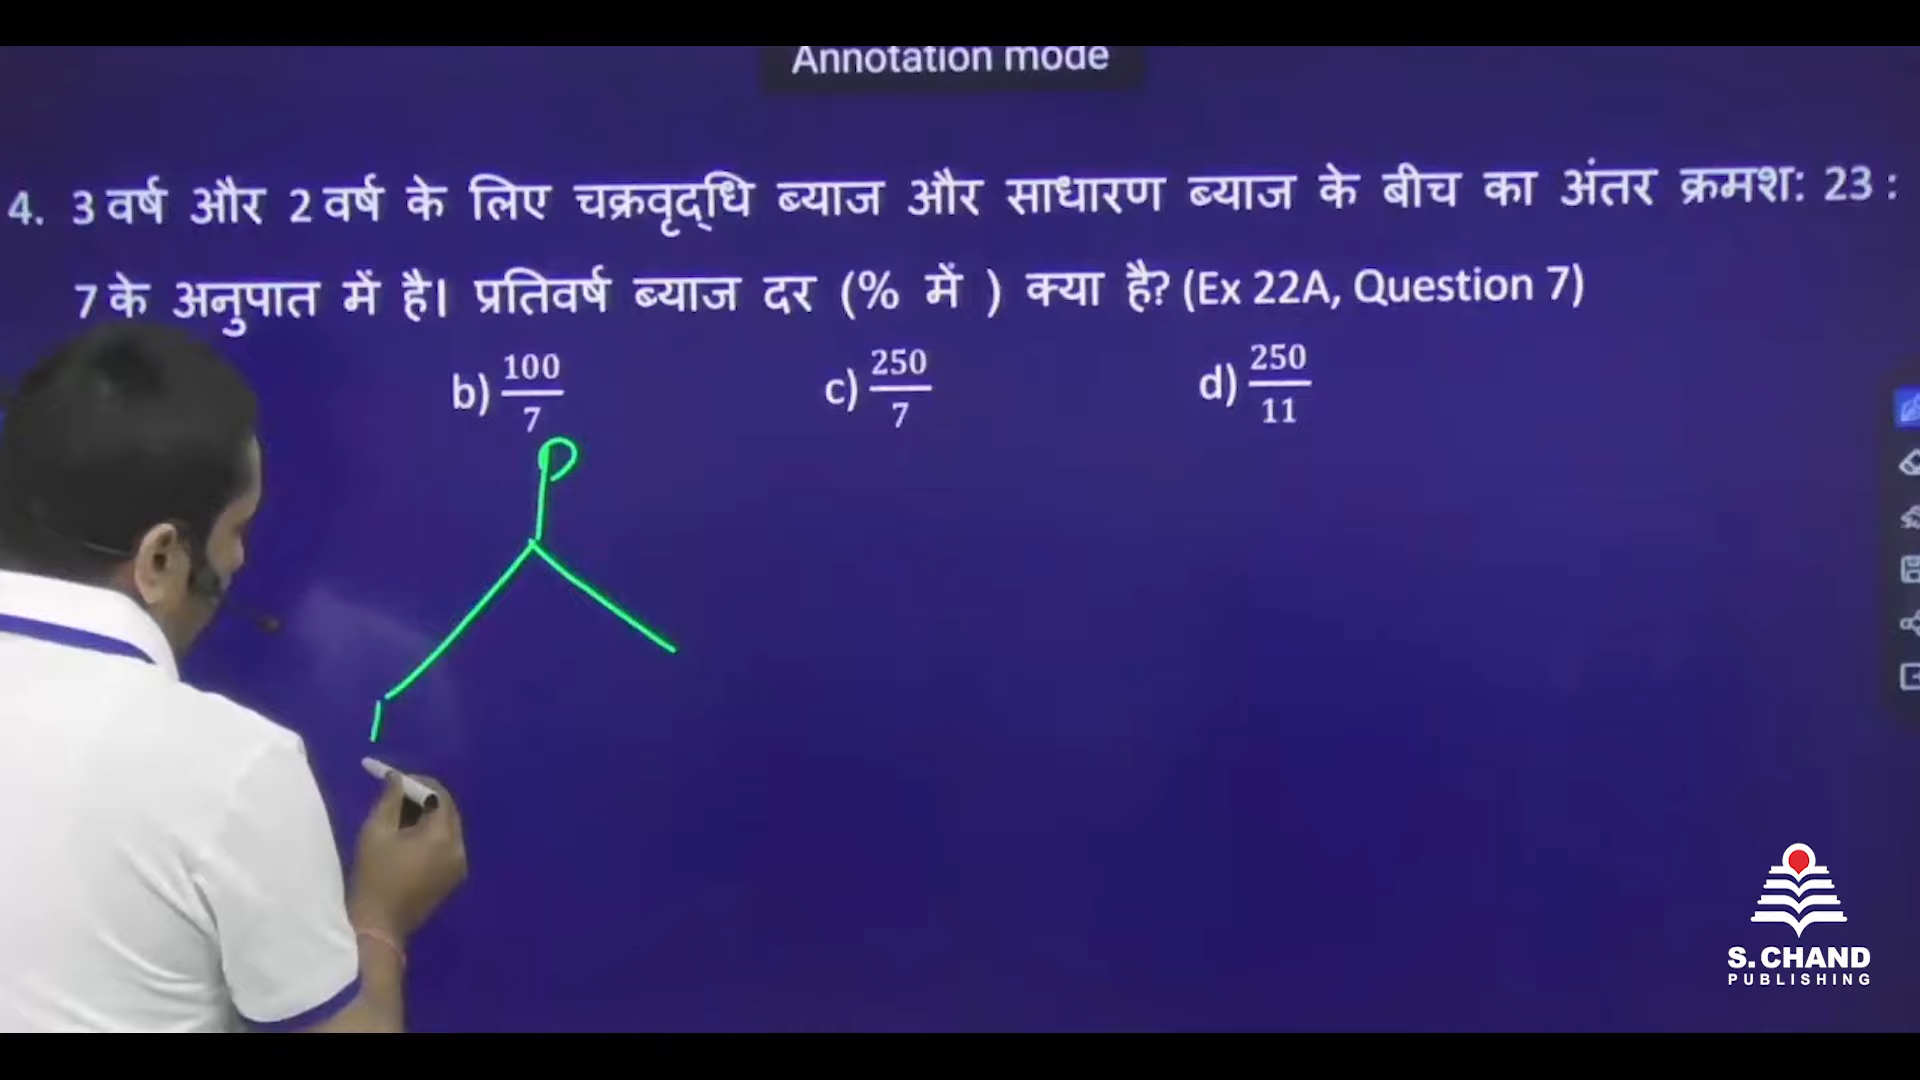 Annotation mode
4. 3 वर्ष और 2 वर्ष के लिए चक्रवृद्धि ब्याज और साधारण ब्याज के बीच का अंतर क्रमश: 23 :
7 के अनुपात में है। प्रतिवर्ष ब्याज दर (% में ) क्या है? (Ex 22A, Question 7)
b) 100/7 c) 250/7 d) 250/11
P
S. CHAND
PUBLISHING